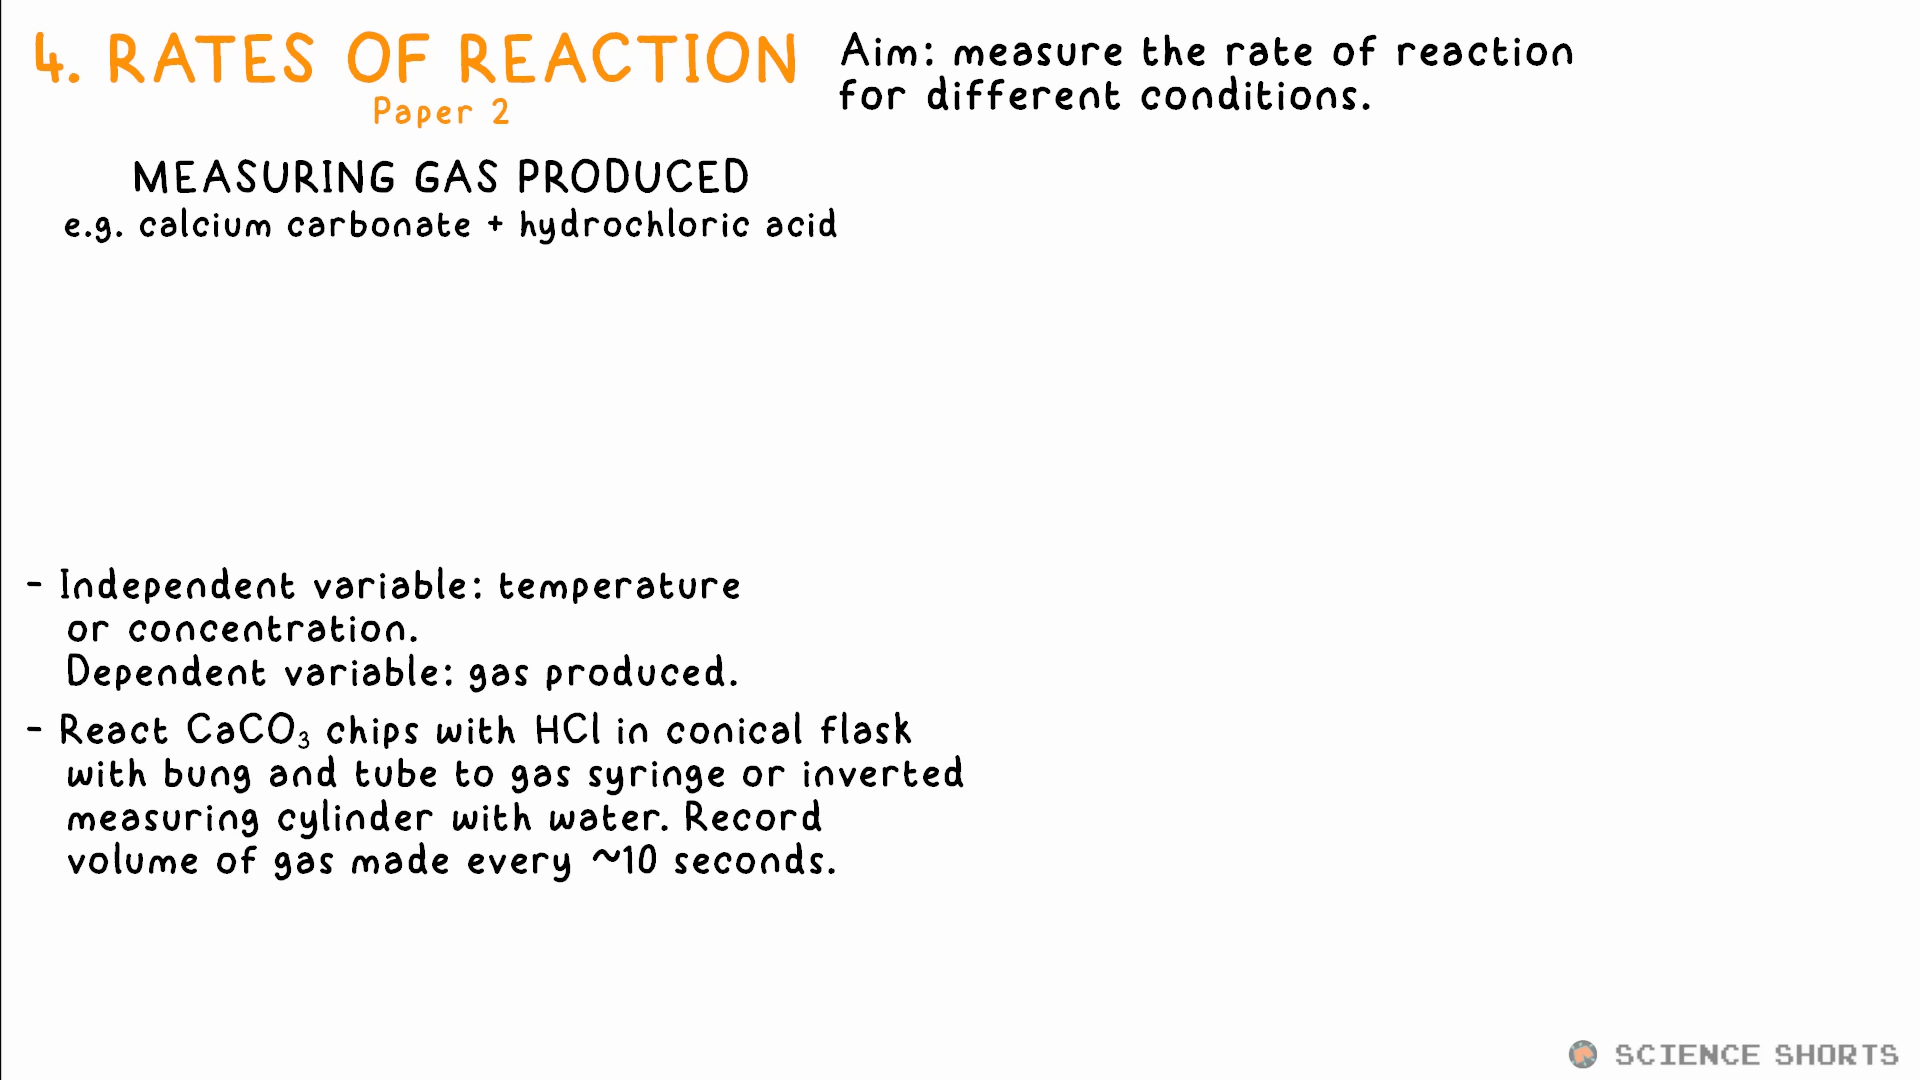 4. RATES OF REACTION
Paper 2
Aim: measure the rate of reaction
for different conditions.
MEASURING GAS PRODUCED
e.g. calcium carbonate + hydrochloric acid
- Independent variable: temperature
or concentration.
Dependent variable: gas produced.
- React CaCO₃ chips with HCl in conical flask
with bung and tube to gas syringe or inverted
measuring cylinder with water. Record
volume of gas made every ~10 seconds.
SCIENCE SHORTS